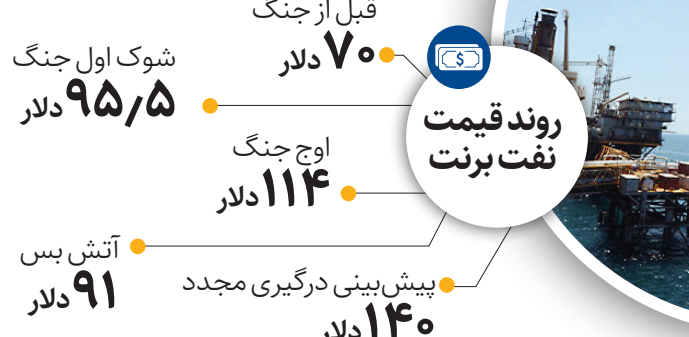 روند قیمت
نفت برنت
قبل از جنگ
۷۰ دلار
شوک اول جنگ
۹۵٫۵ دلار
اوج جنگ
۱۱۴ دلار
آتش بس
۹۱ دلار
پیش‌بینی درگیری مجدد
۱۴۰ دلار